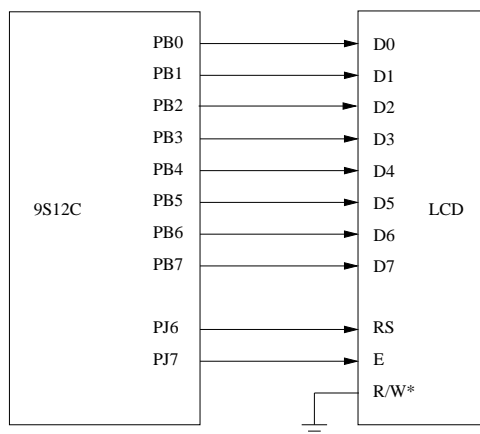 PB0 D0
PB1 D1
PB2 D2
PB3 D3
PB4 D4
9S12C PB5 D5 LCD
PB6 D6
PB7 D7
PJ6 RS
PJ7 E
R/W*